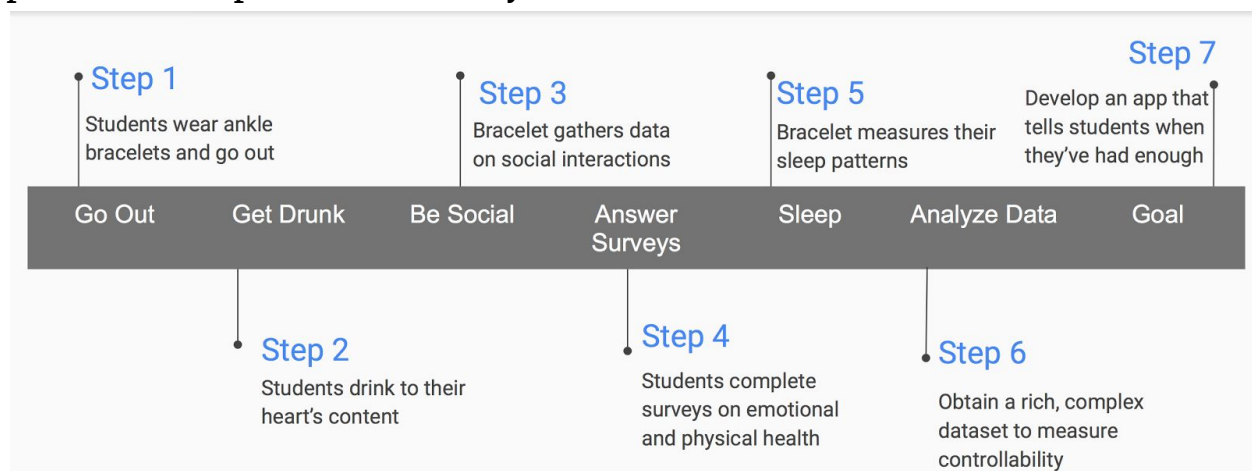 Step 1
Students wear ankle
bracelets and go out
Step 3
Bracelet gathers data
on social interactions
Step 5
Bracelet measures their
sleep patterns
Step 7
Develop an app that
tells students when
they've had enough
Go Out
Get Drunk
Be Social
Answer
Surveys
Sleep
Analyze Data
Goal
Step 2
Students drink to their
heart's content
Step 4
Students complete
surveys on emotional
and physical health
Step 6
Obtain a rich, complex
dataset to measure
controllability